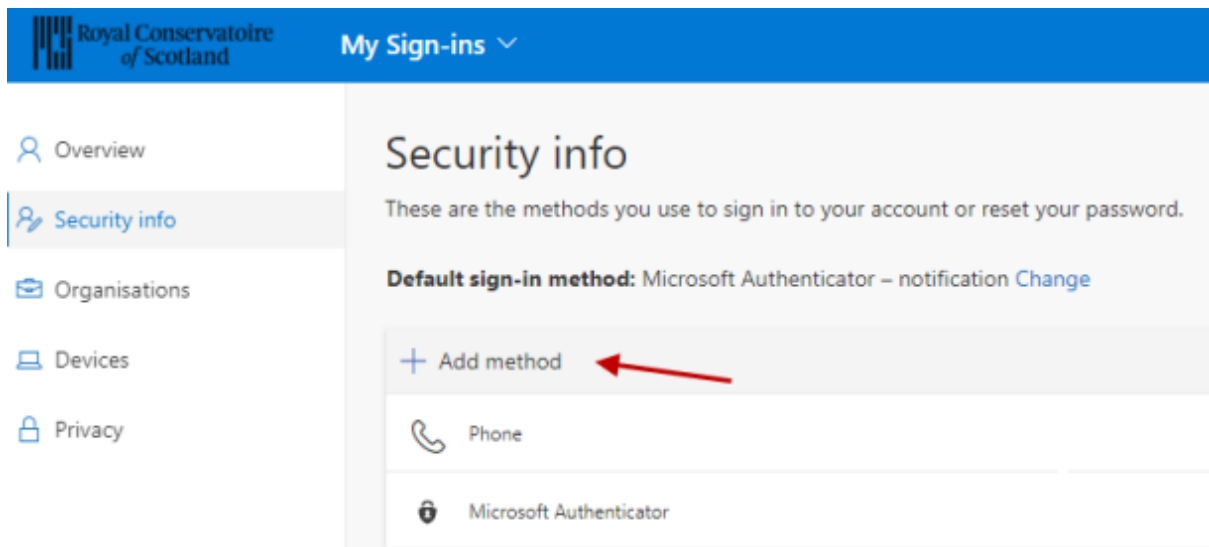 Royal Conservatoire
of Scotland
My Sign-ins
Overview
Security info
Organisations
Devices
Privacy
Security info
These are the methods you use to sign in to your account or reset your password.
Default sign-in method: Microsoft Authenticator – notification Change
+ Add method
Phone
Microsoft Authenticator